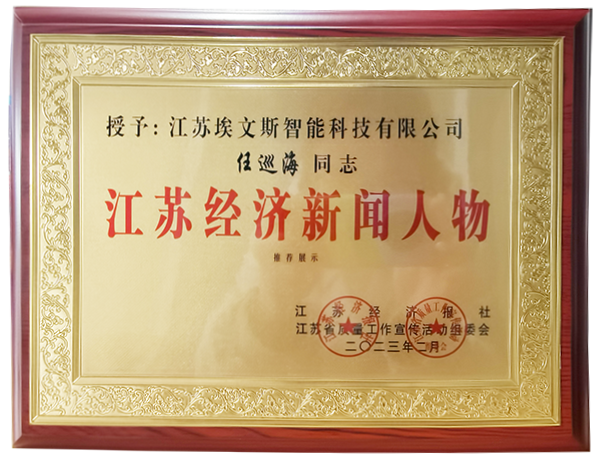 授予：江苏埃文斯智能科技有限公司
任巡海 同志
江苏经济新闻人物
推荐展示
江苏经济报社
江苏省质量工作宣传活动组委会
二〇二三年二月